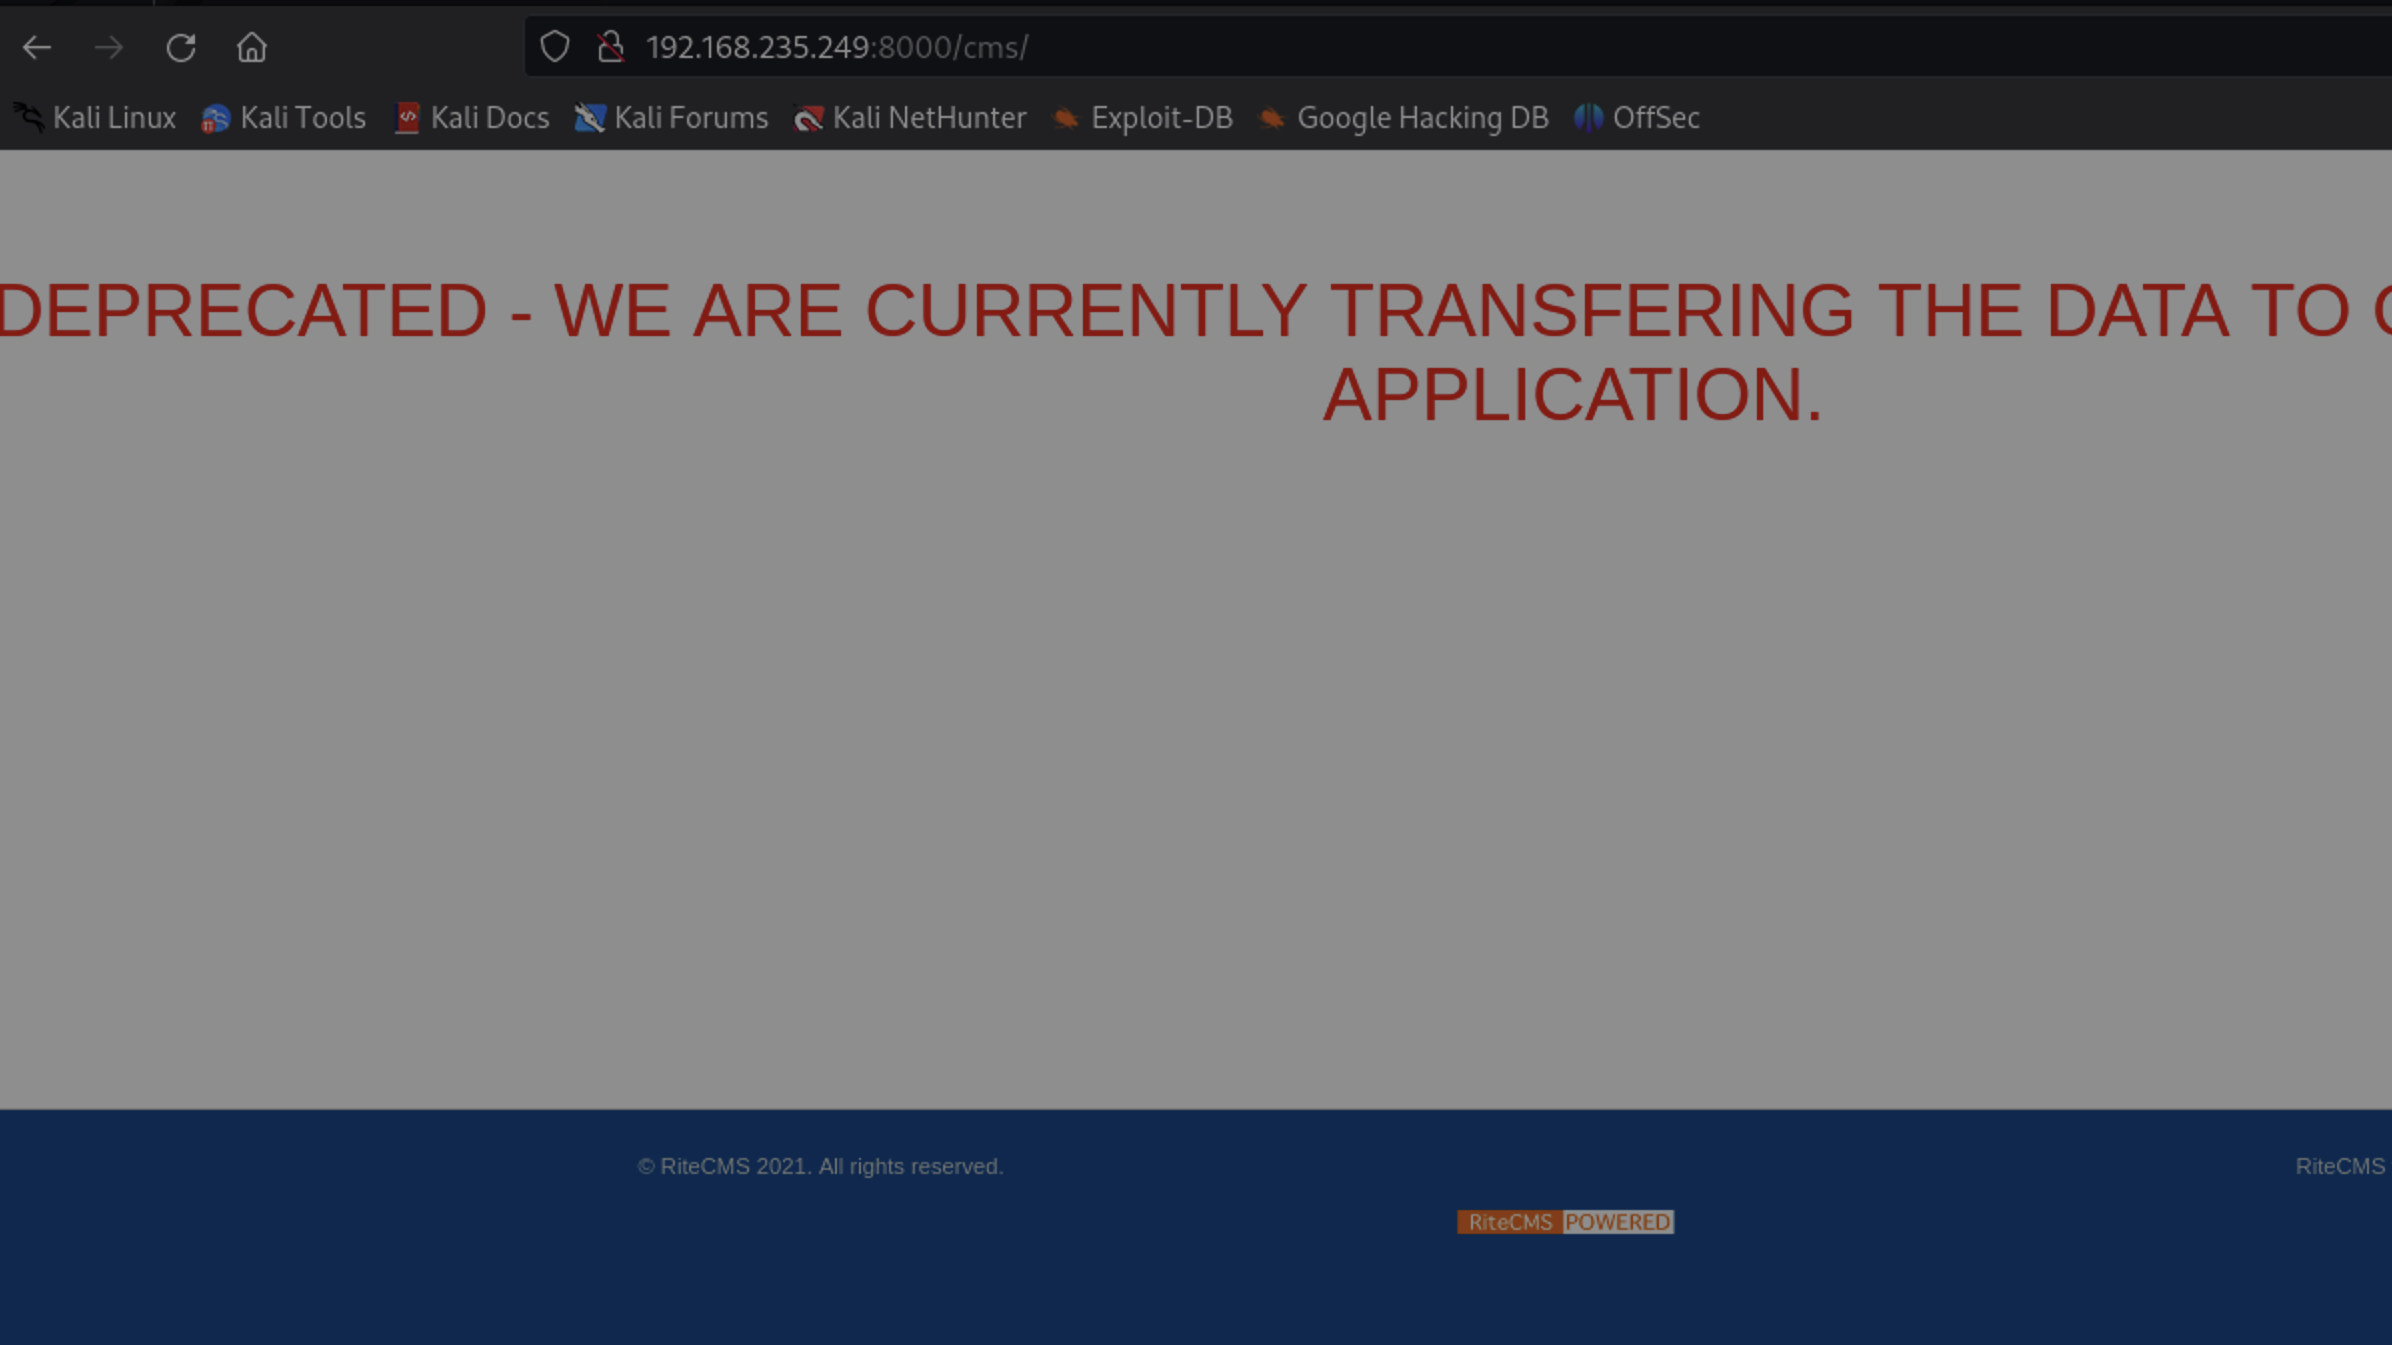 192.168.235.249:8000/cms/
Kali Linux Kali Tools Kali Docs Kali Forums Kali NetHunter Exploit-DB Google Hacking DB OffSec
DEPRECATED - WE ARE CURRENTLY TRANSFERING THE DATA TO
APPLICATION.
© RiteCMS 2021. All rights reserved. RiteCMS
RiteCMS POWERED